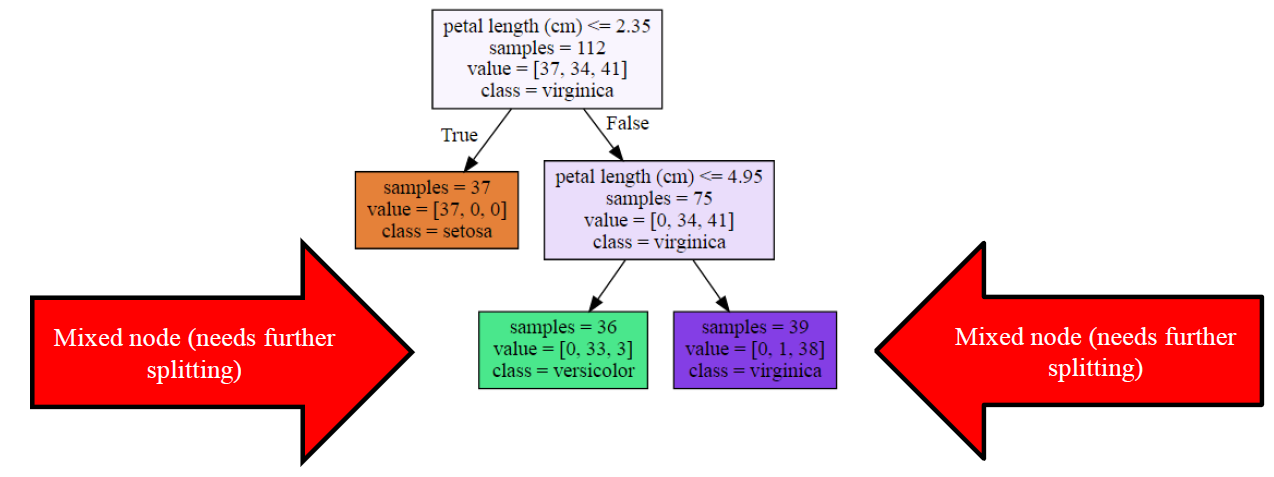 petal length (cm) <= 2.35
samples = 112
value = [37, 34, 41]
class = virginica
True
False
samples = 37
value = [37, 0, 0]
class = setosa
petal length (cm) <= 4.95
samples = 75
value = [0, 34, 41]
class = virginica
Mixed node (needs further
splitting)
samples = 36
value = [0, 33, 3]
class = versicolor
samples = 39
value = [0, 1, 38]
class = virginica
Mixed node (needs further
splitting)